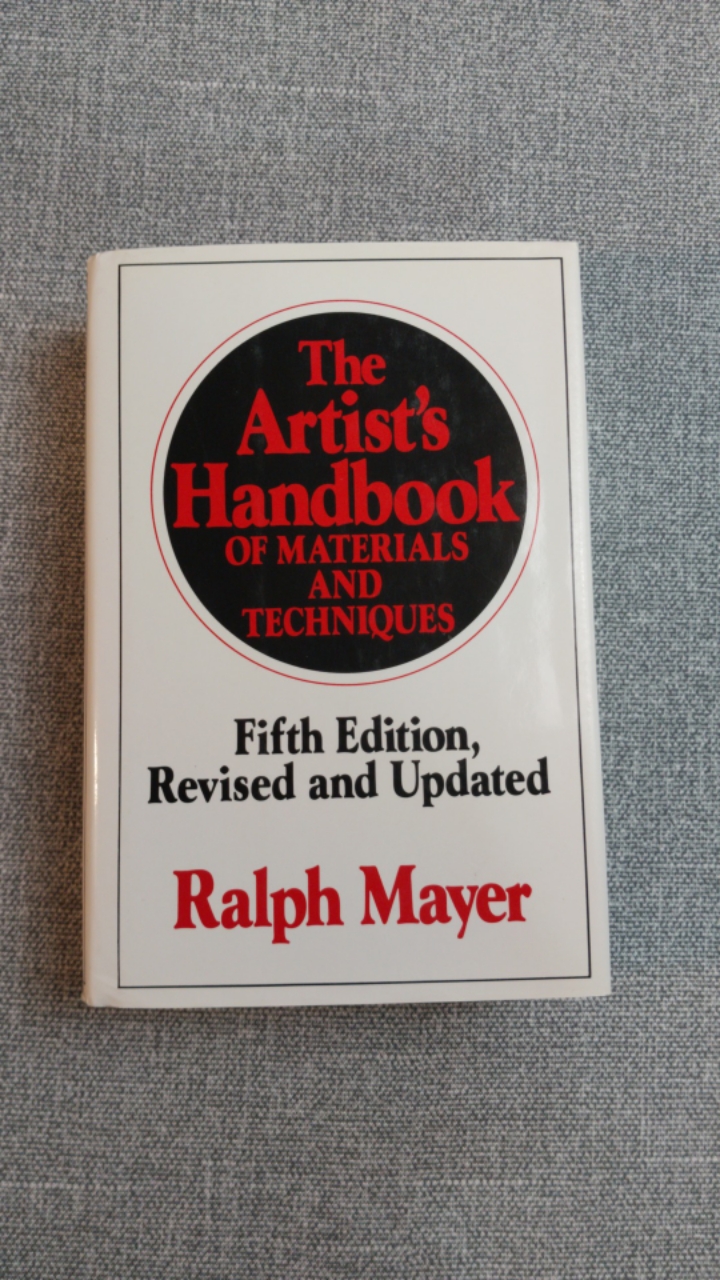 The
Artist's
Handbook
OF MATERIALS
AND
TECHNIQUES
Fifth Edition,
Revised and Updated
Ralph Mayer